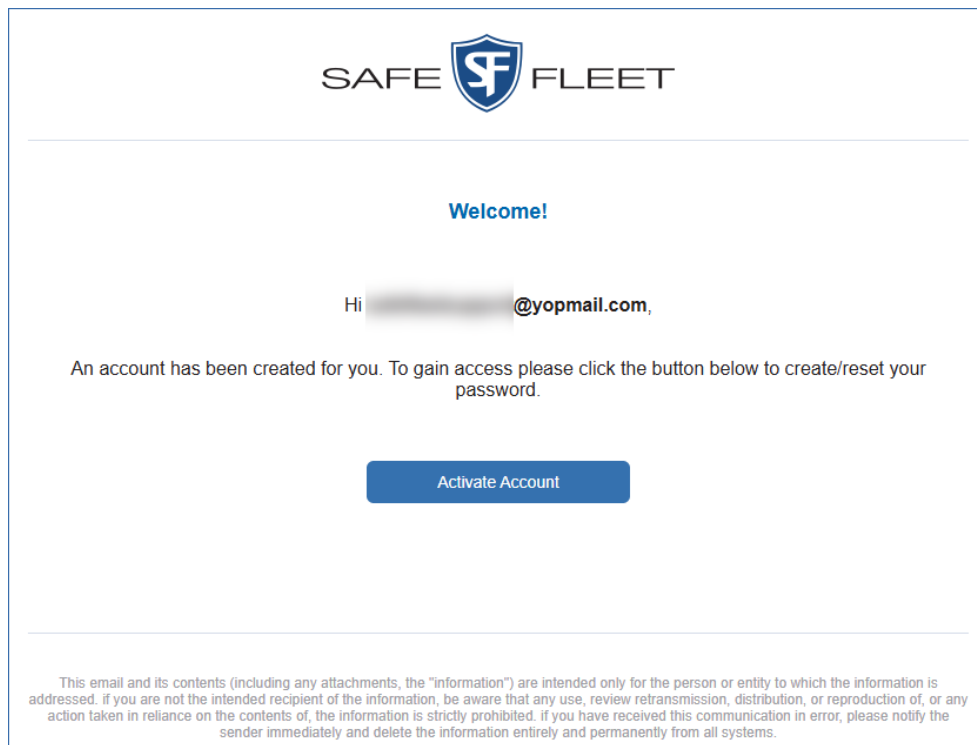 SAFE SF FLEET
Welcome!
Hi @yopmail.com,
An account has been created for you. To gain access please click the button below to create/reset your
password.
Activate Account
This email and its contents (including any attachments, the "information") are intended only for the person or entity to which the information is
addressed. if you are not the intended recipient of the information, be aware that any use, review retransmission, distribution, or reproduction of, or any
action taken in reliance on the contents of, the information is strictly prohibited. if you have received this communication in error, please notify the
sender immediately and delete the information entirely and permanently from all systems.